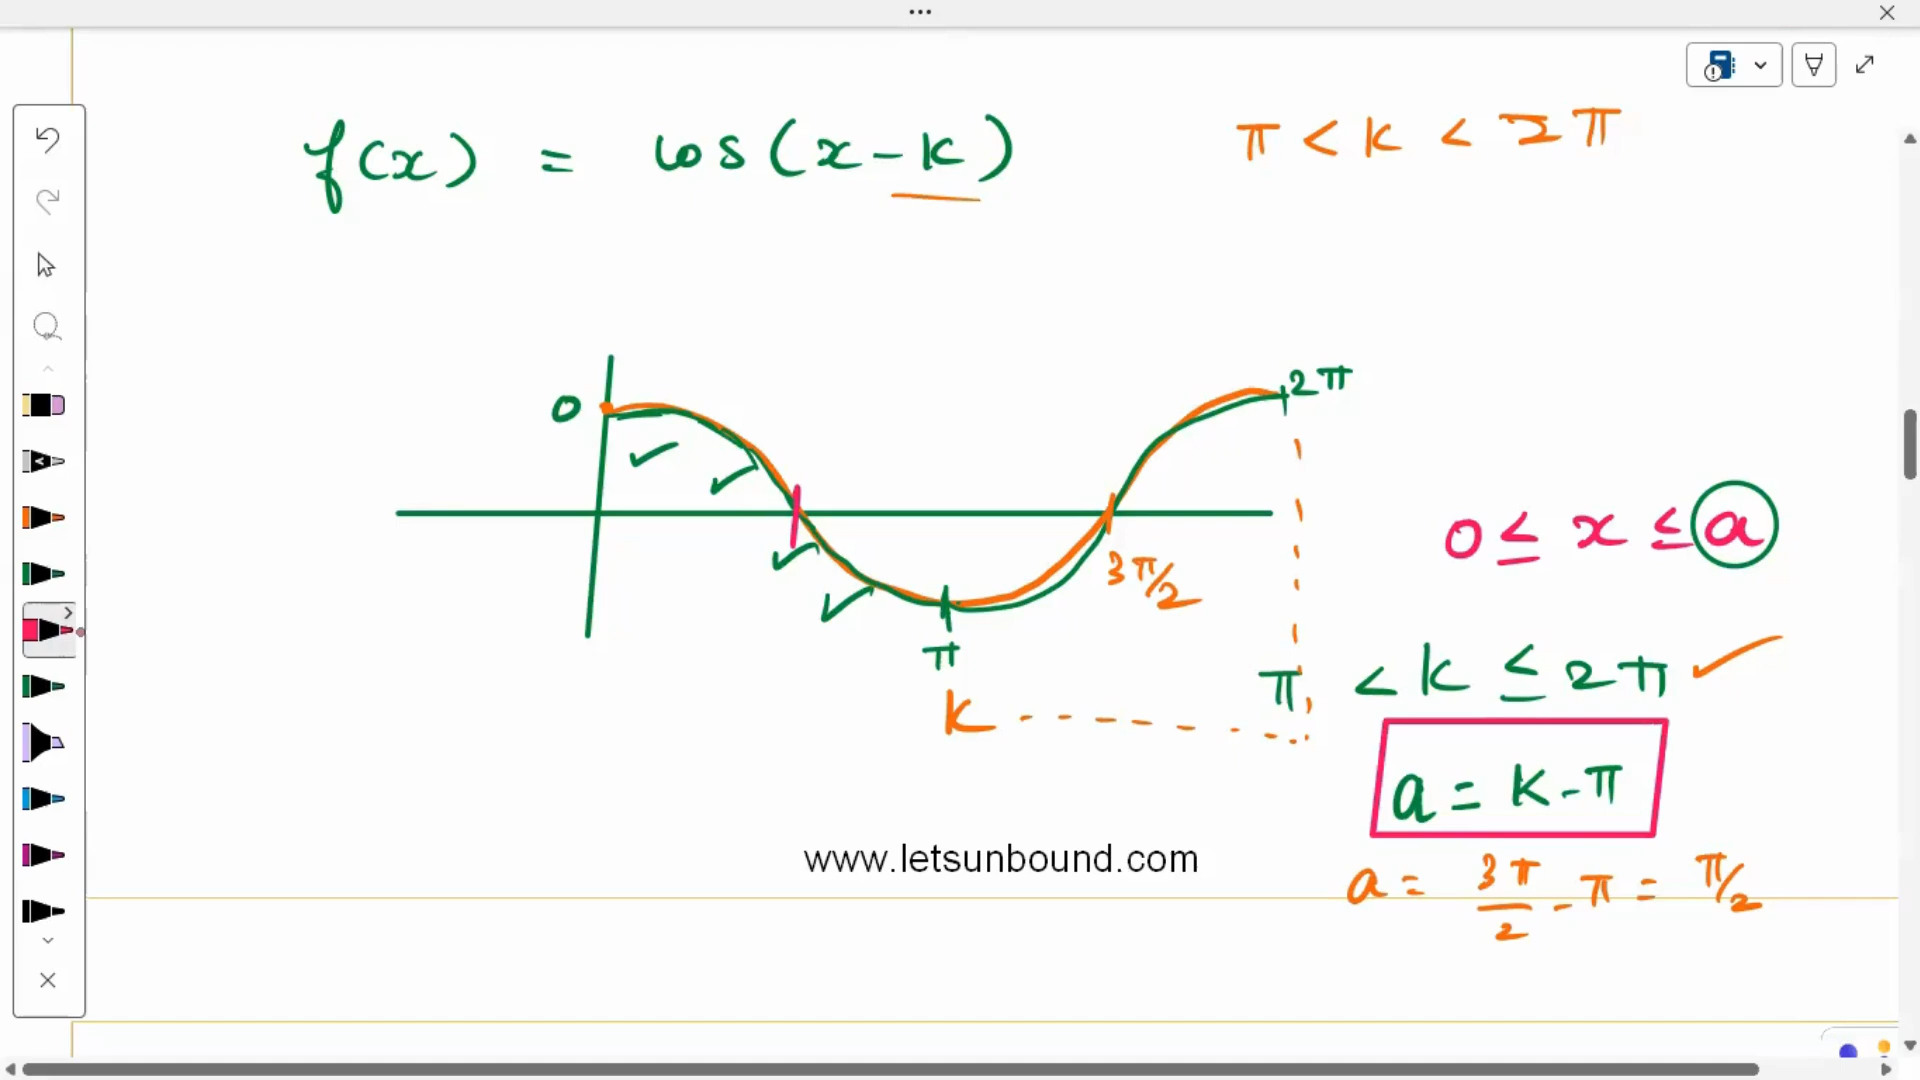 f(x) = cos(x-k)
π < k < 2π
0
2π
3π/2
π
k
0 ≤ x ≤ a
π < k ≤ 2π
a = k - π
www.letsunbound.com
a = 3π/2 - π = π/2